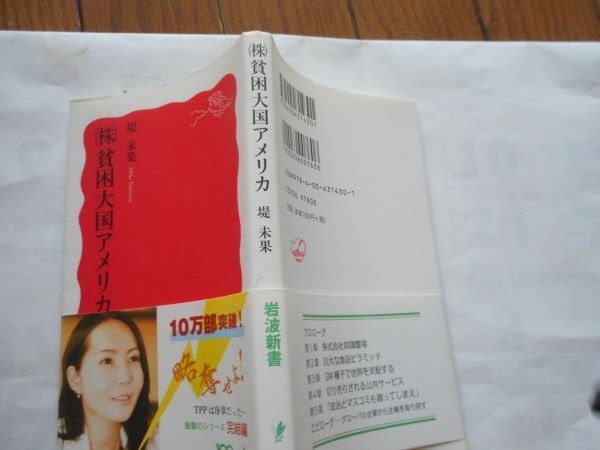 ㈱貧困大国アメリカ
堤 未果
Mika Tsutsumi
10万部突破！
略奪せよ！
TPPは序章だった…
衝撃のシリーズ完結編
㈱貧困大国アメリカ
堤 未果
岩波新書
ISBN978-4-00-431430-1
C0236 ¥760E
定価(本体760円+税)
プロローグ
第1章 株式会社奴隷農場
第2章 巨大な食品ピラミッド
第3章 GM種子で世界を支配する
第4章 切り売りされる公共サービス
第5章 「政治とマスコミも買ってしまえ」
エピローグ―グローバル企業から主権を取り戻す